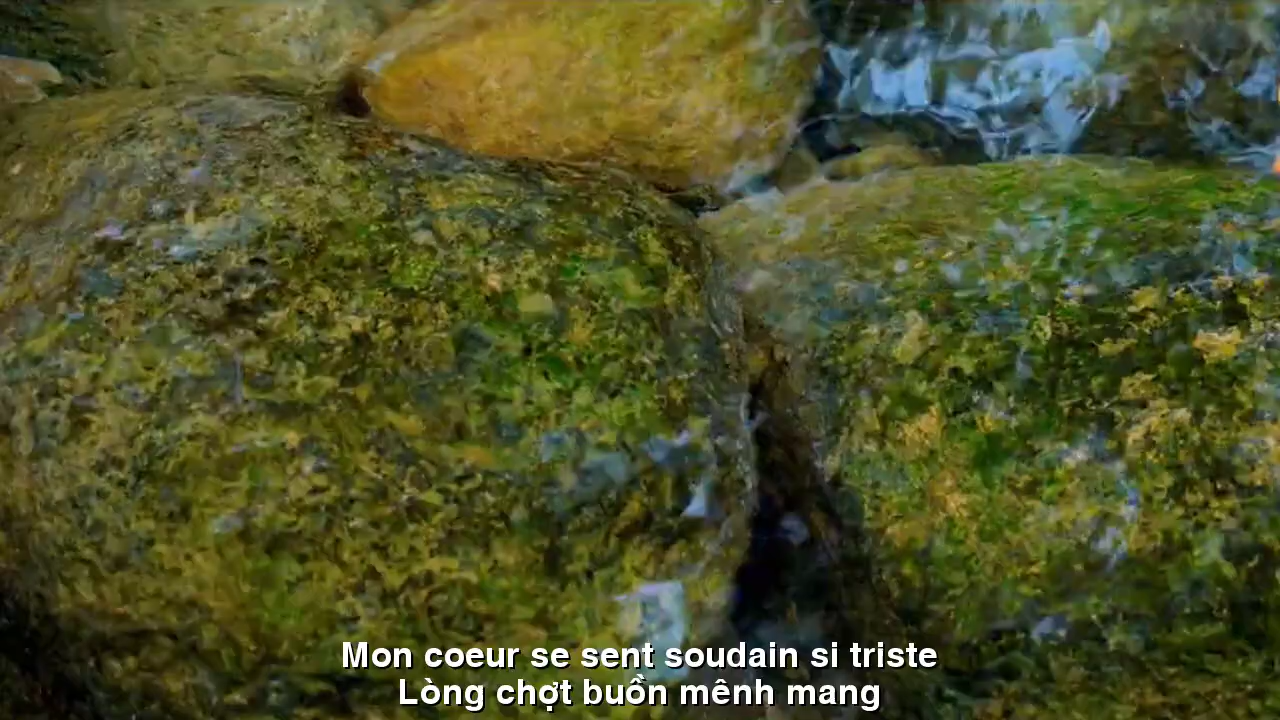 Mon coeur se sent soudain si triste
Lòng chợt buồn mênh mang